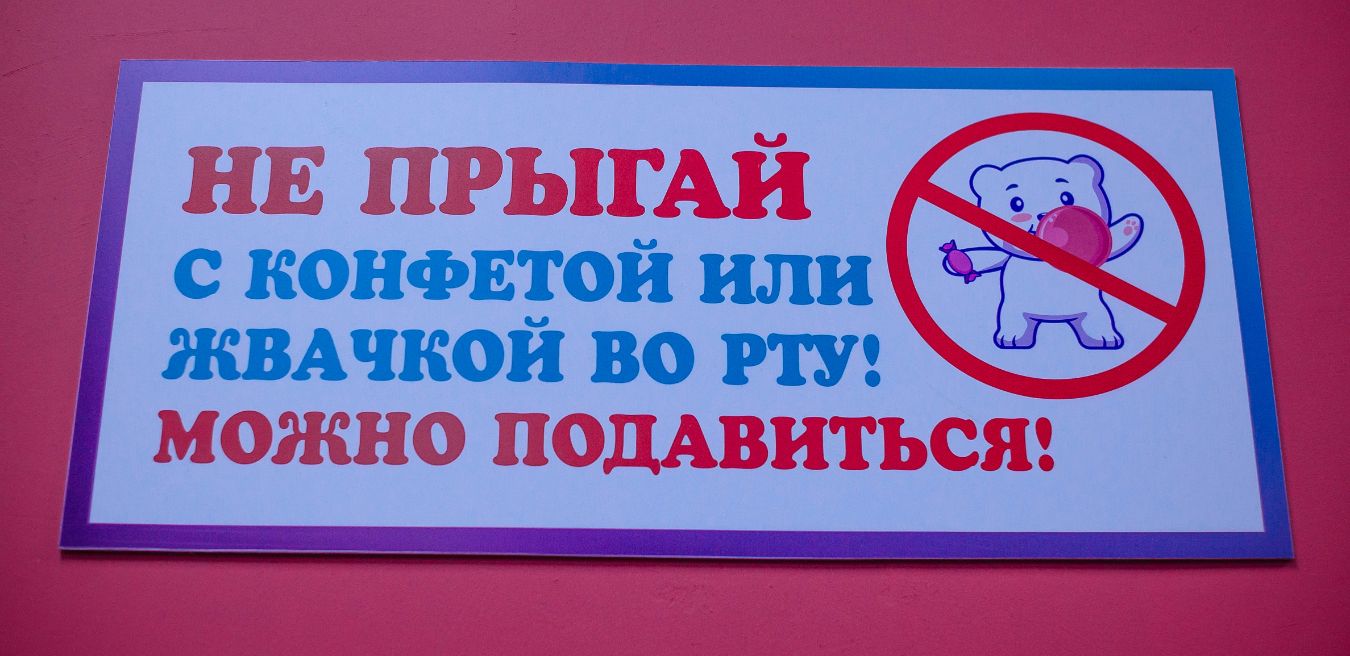 НЕ ПРЫГАЙ
С КОНФЕТОЙ ИЛИ
ЖВАЧКОЙ ВО РТУ!
МОЖНО ПОДАВИТЬСЯ!